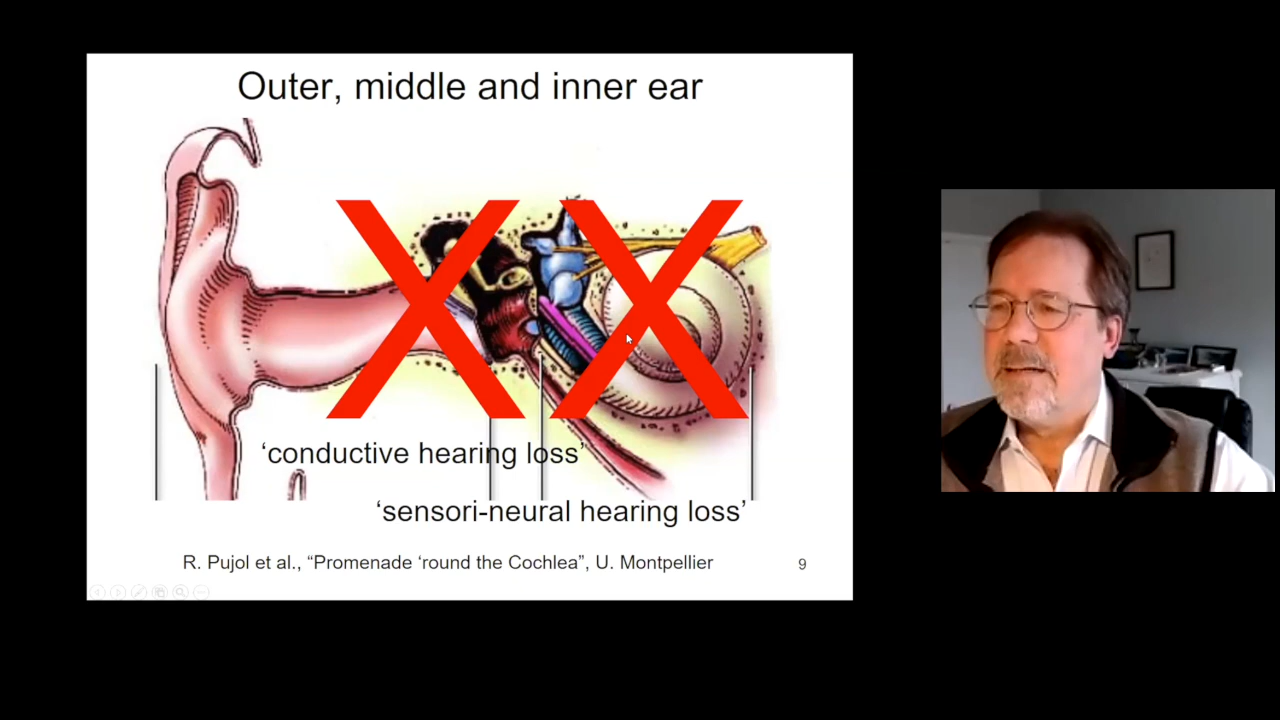 Outer, middle and inner ear
‘conductive hearing loss’
‘sensori-neural hearing loss’
R. Pujol et al., “Promenade ‘round the Cochlea”, U. Montpellier
9